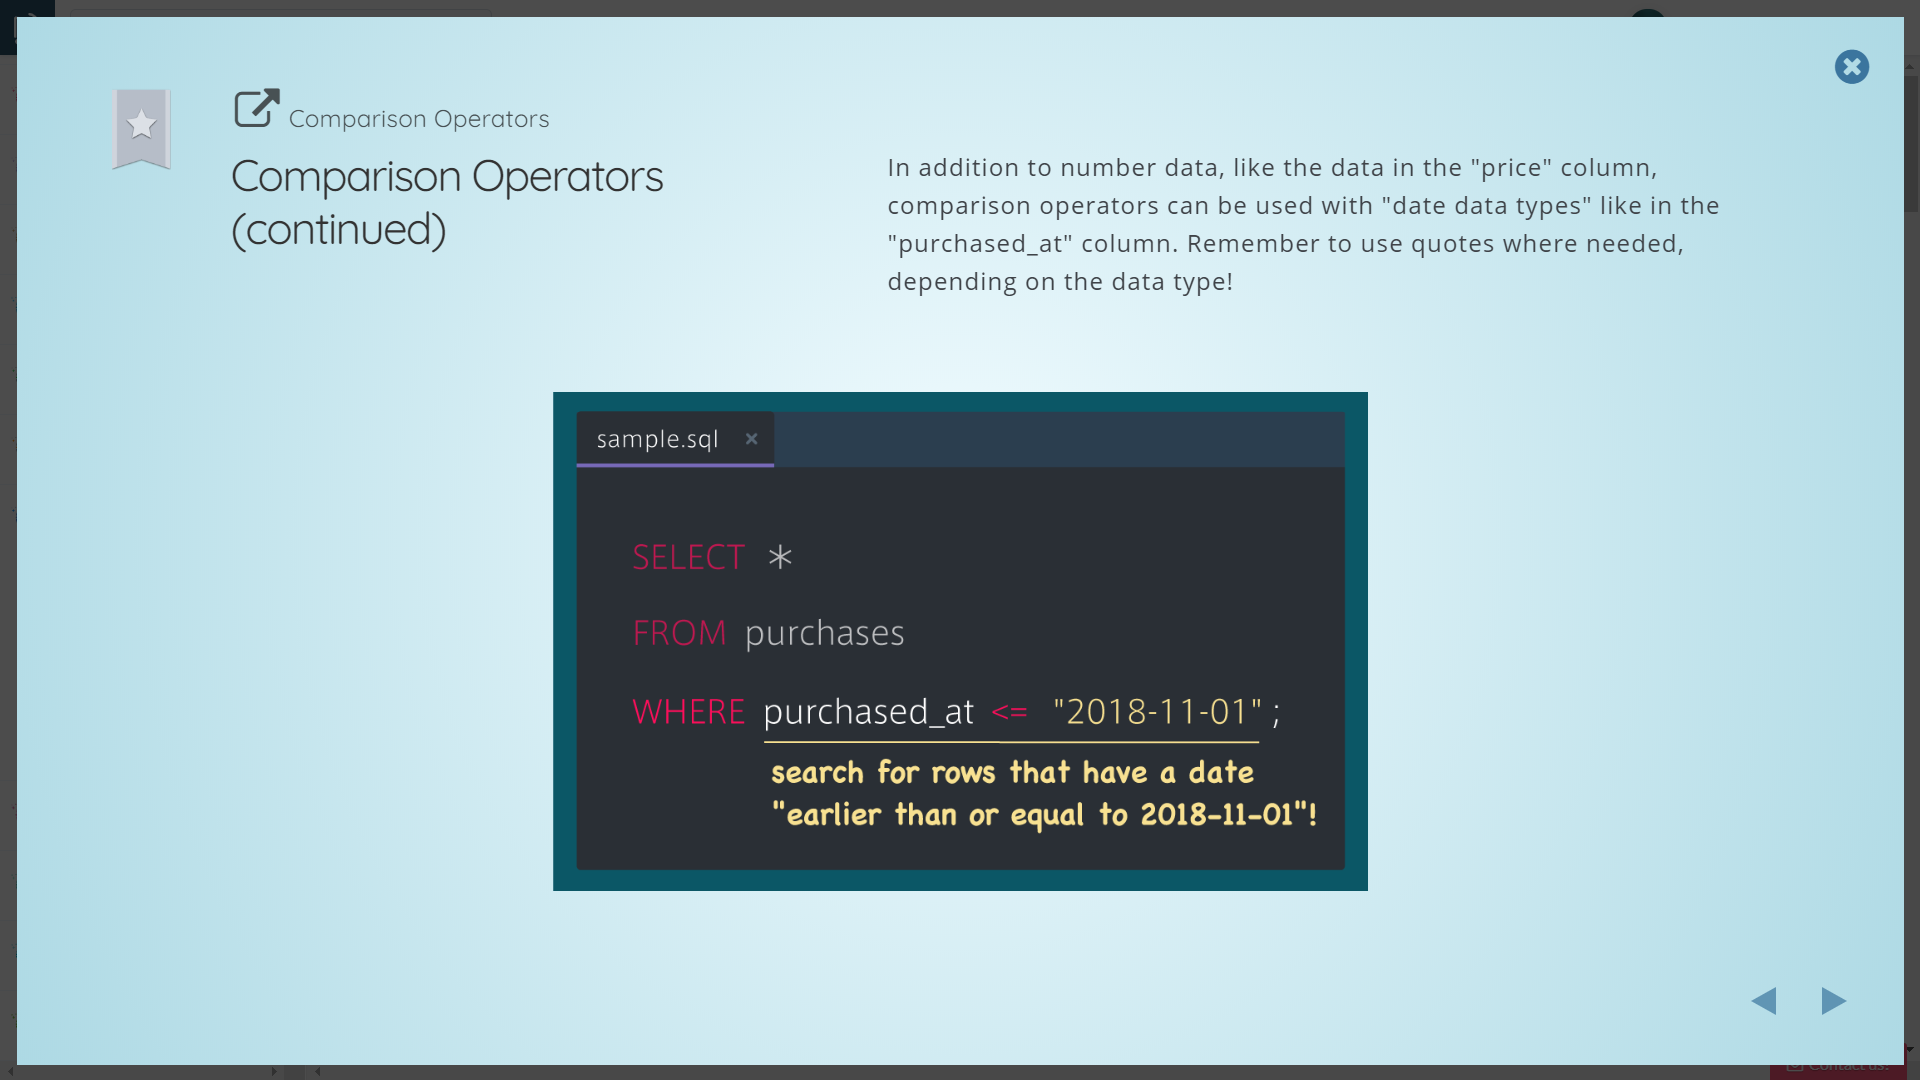 Comparison Operators
Comparison Operators
(continued)
In addition to number data, like the data in the "price" column,
comparison operators can be used with "date data types" like in the
"purchased_at" column. Remember to use quotes where needed,
depending on the data type!
sample.sql ×
SELECT *
FROM purchases
WHERE purchased_at <= "2018-11-01" ;
search for rows that have a date
"earlier than or equal to 2018-11-01"!
Contact us!